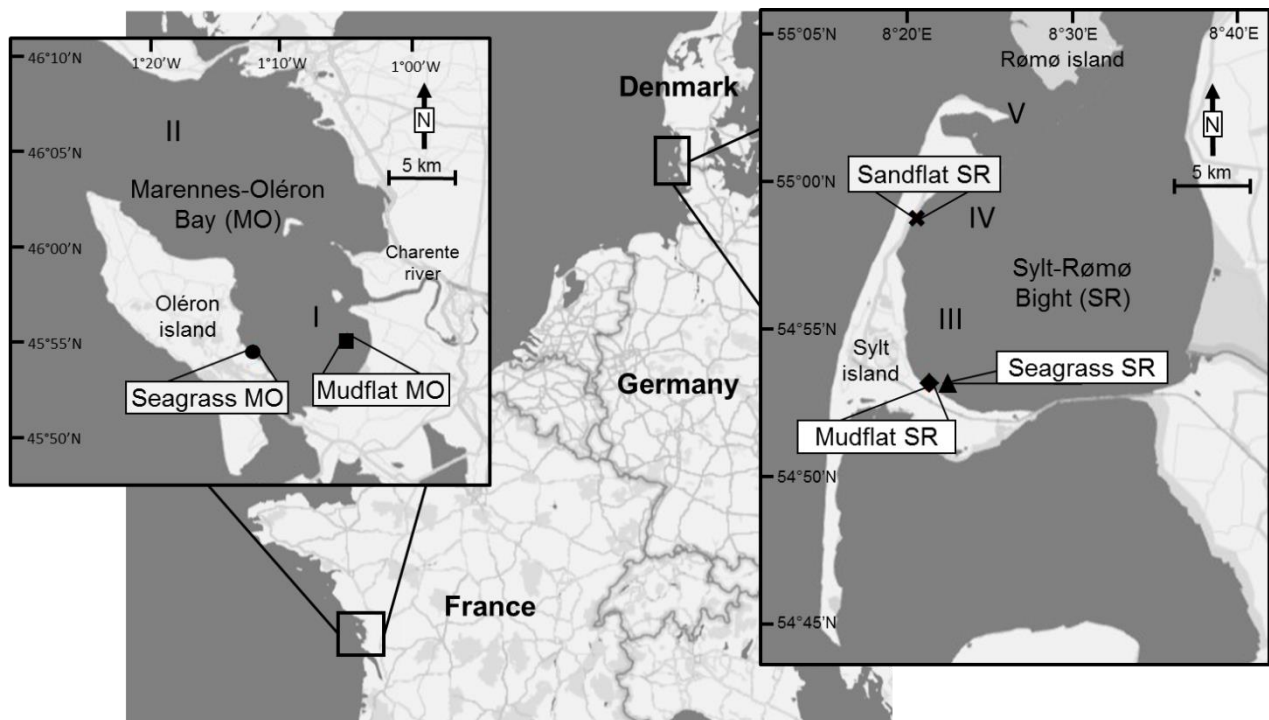 46°10'N
1°20'W
1°10'W
1°00'W
N
5 km
II
46°05'N
Marennes-Oléron
Bay (MO)
46°00'N
Charente
river
Oléron
island
I
45°55'N
Seagrass MO
Mudflat MO
45°50'N
Denmark
Germany
France
55°05'N
8°20'E
8°30'E
8°40'E
Rømø island
V
N
5 km
55°00'N
Sandflat SR
IV
Sylt-Rømø
Bight (SR)
54°55'N
III
Sylt
island
Seagrass SR
Mudflat SR
54°50'N
54°45'N